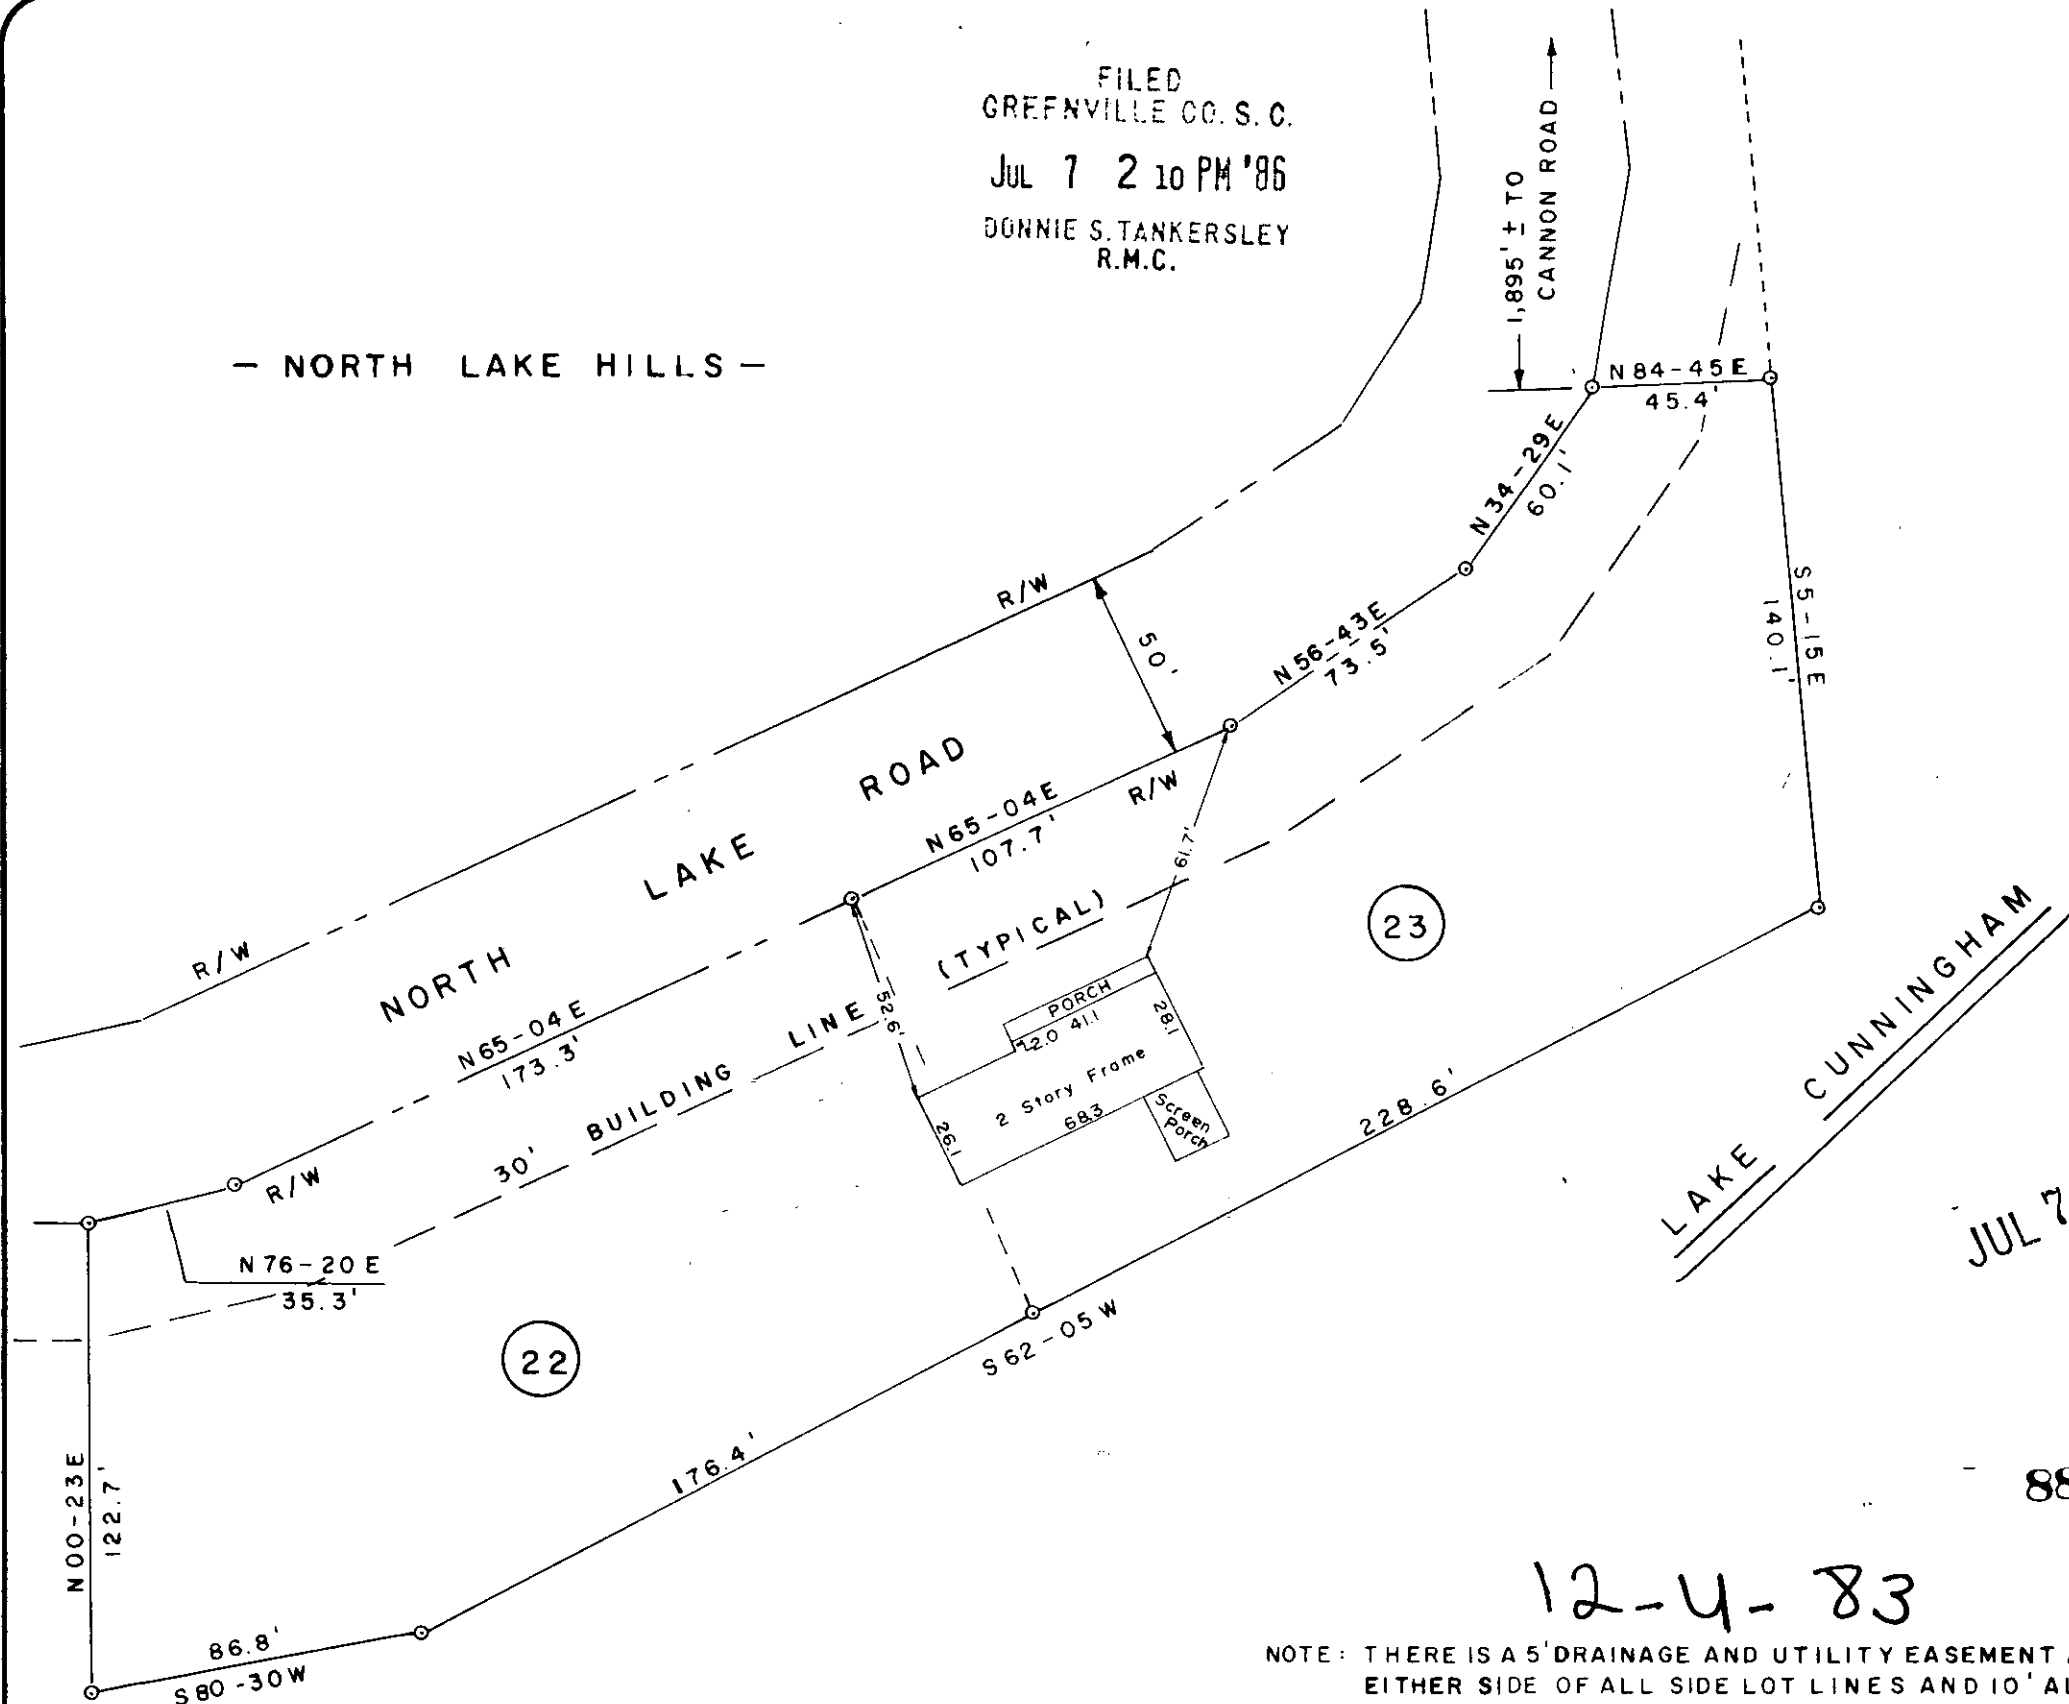 FILED
GREENVILLE CO. S. C.
JUL 7 2 10 PM '86
DONNIE S. TANKERSLEY
R.M.C.
1,895' ± TO
CANNON ROAD
— NORTH LAKE HILLS —
N 84-45 E
45.4'
N 34-29 E
60.1'
S 5-15 E
140.1'
R/W
50'
N 56-43 E
73.5'
NORTH LAKE ROAD
N 65-04 E
107.7'
R/W
61.7'
R/W
23
N 65-04 E
173.3'
52.6'
30' BUILDING LINE (TYPICAL)
PORCH
2.0 41.1
28.1
2 Story Frame
68.3
26.1
Screen
Porch
228.6'
LAKE CUNNINGHAM
JUL 7
R/W
N 76-20 E
35.3'
22
S 62-05 W
176.4'
N 00-23 E
122.7'
88
12-4-83
86.8'
S 80-30 W
NOTE: THERE IS A 5' DRAINAGE AND UTILITY EASEMENT
EITHER SIDE OF ALL SIDE LOT LINES AND 10'